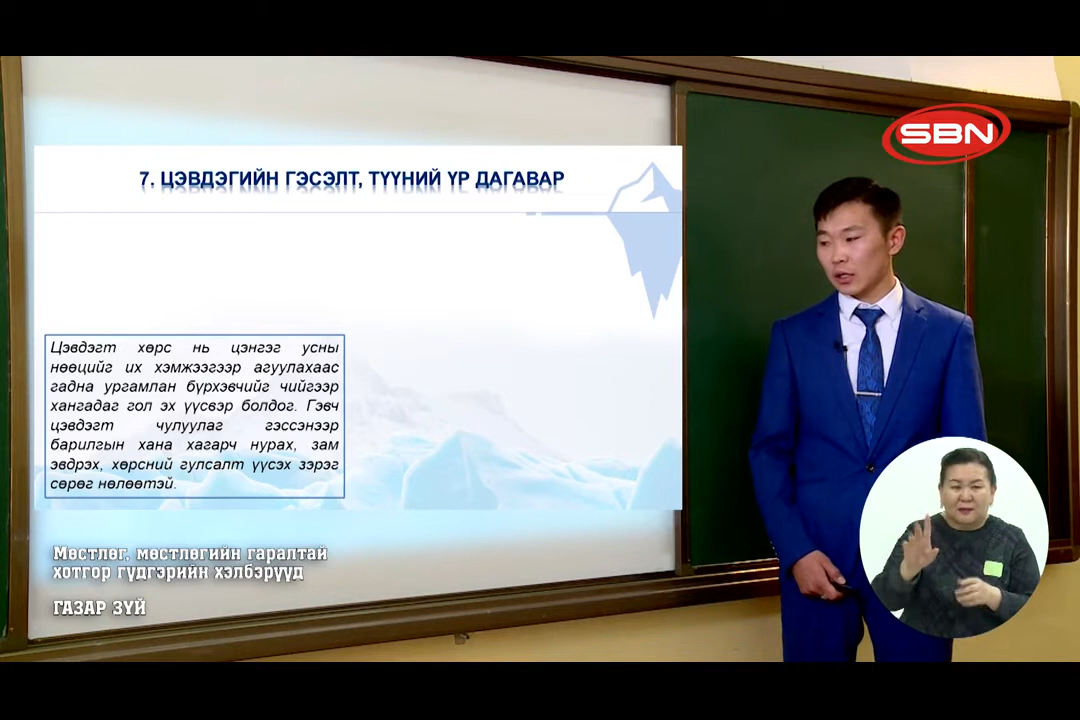 SBN
7. ЦЭВДЭГИЙН ГЭСЭЛТ, ТҮҮНИЙ ҮР ДАГАВАР
Цэвдэгт хөрс нь цэнгэг усны
нөөцийг их хэмжээгээр агуулахаас
гадна ургамлан бүрхэвчийг чийгээр
хангадаг гол эх үүсвэр болдог. Гэвч
цэвдэгт чулуулаг гэссэнээр
барилгын хана хагарч нурах, зам
эвдрэх, хөрсний гулсалт үүсэх зэрэг
сөрөг нөлөөтэй.
Мөстлөг, мөстлөгийн гаралтай
хотгор гүдгэрийн хэлбэрүүд
ГАЗАР ЗҮЙ